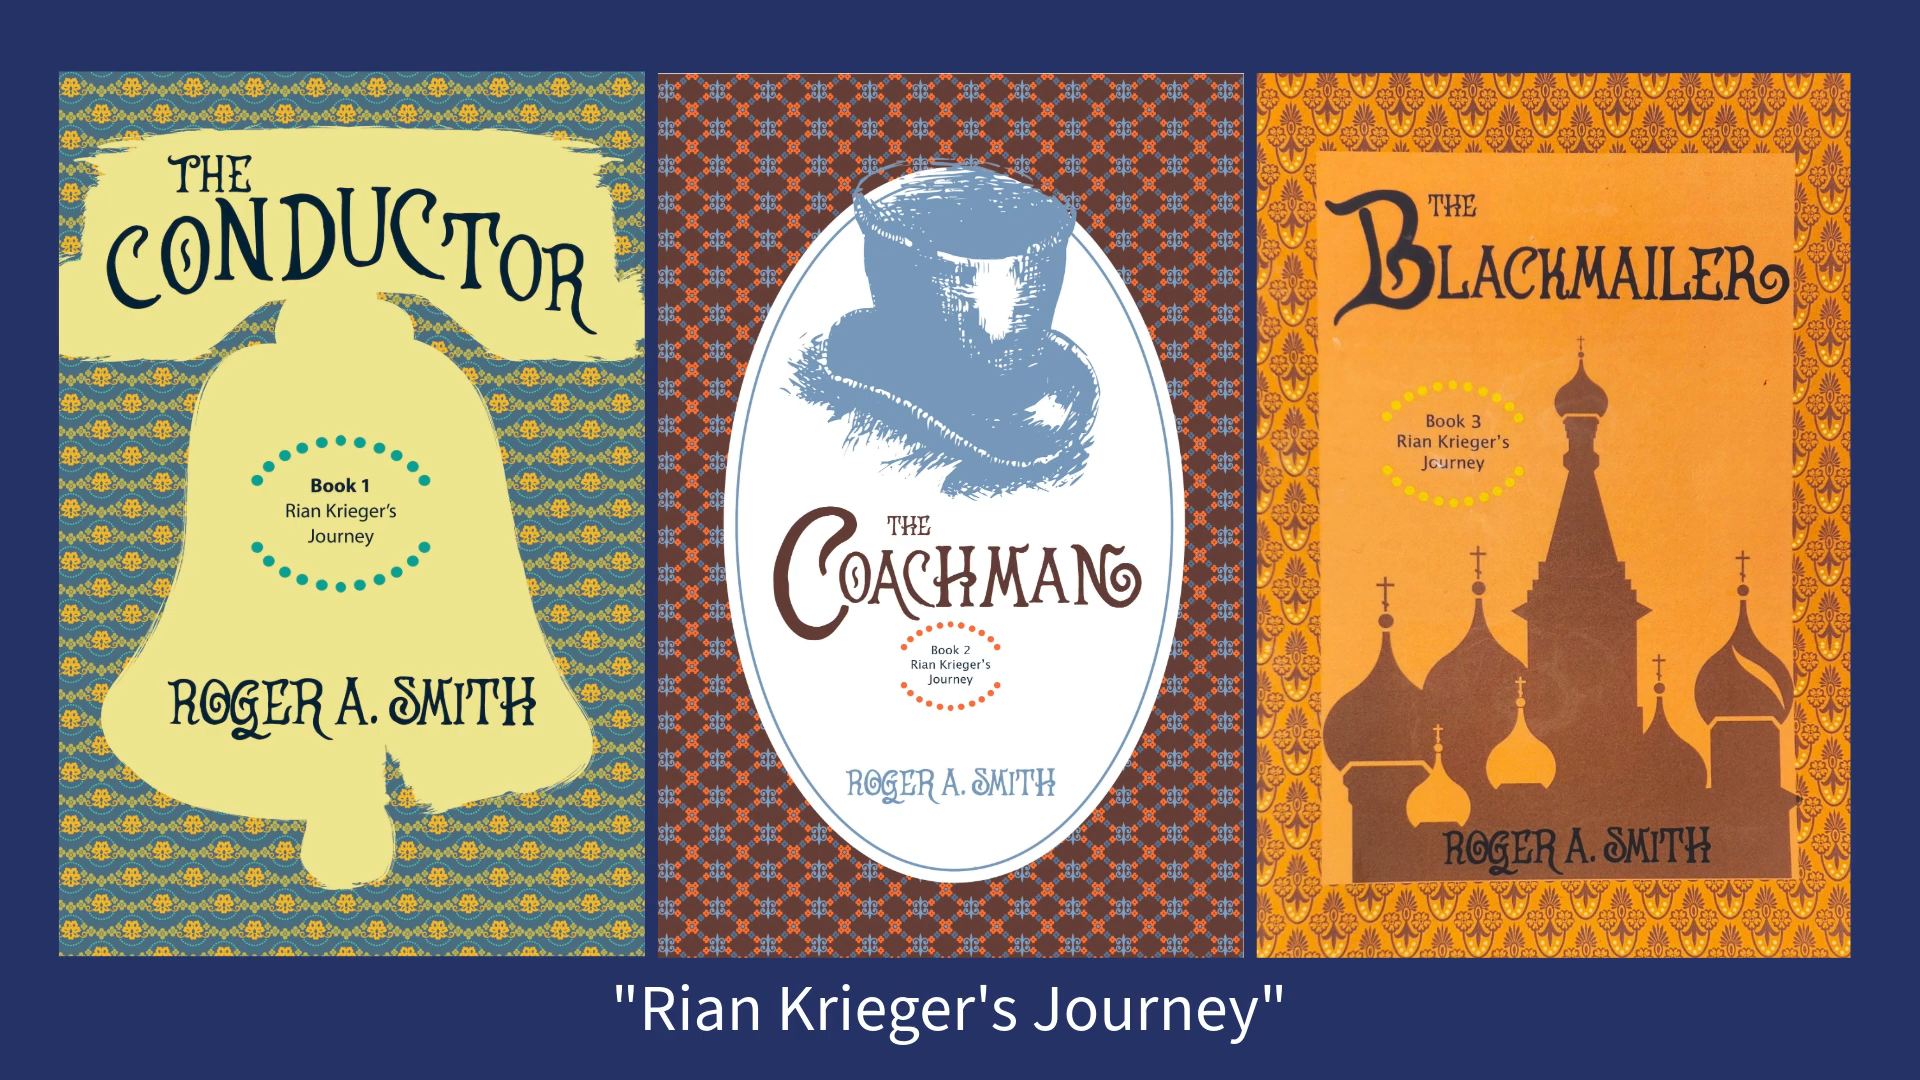 THE
CONDUCTOR
Book 1
Rian Krieger's
Journey
ROGER A. SMITH
THE
COACHMAN
Book 2
Rian Krieger's
Journey
ROGER A. SMITH
THE
BLACKMAILER
Book 3
Rian Krieger's
Journey
ROGER A. SMITH
"Rian Krieger's Journey"